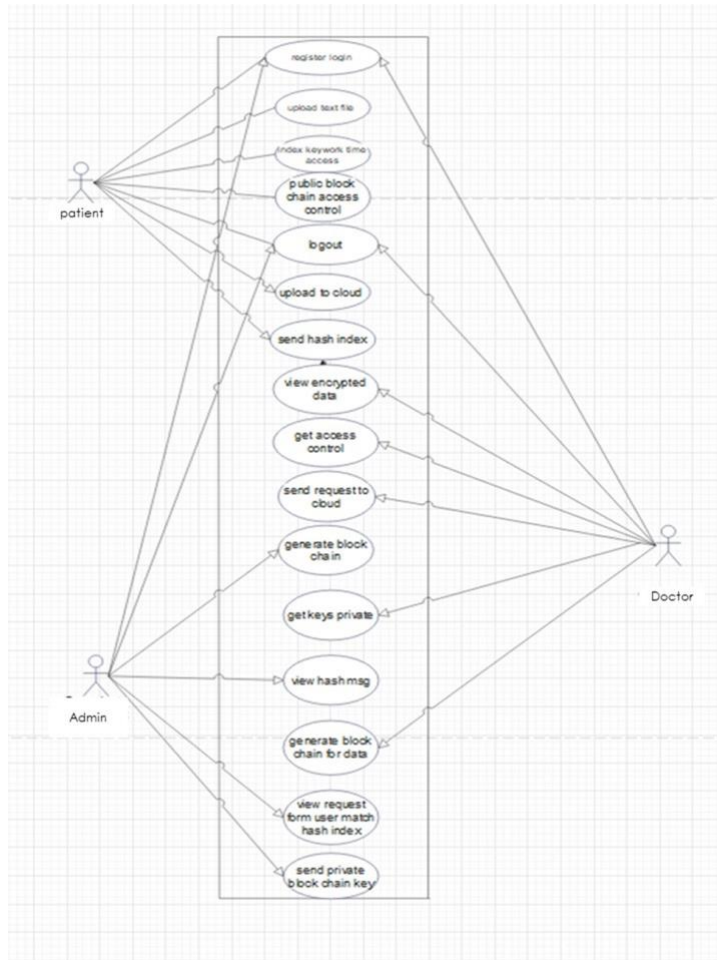 register login
upload text file
index keywork time
access
public block
chain access
control
patient
logout
upload to cloud
send hash index
view encrypted
data
get access
control
send request to
cloud
generate block
chain
Doctor
get keys private
view hash msg
Admin
generate block
chain for data
view request
form user match
hash index
send private
block chain key